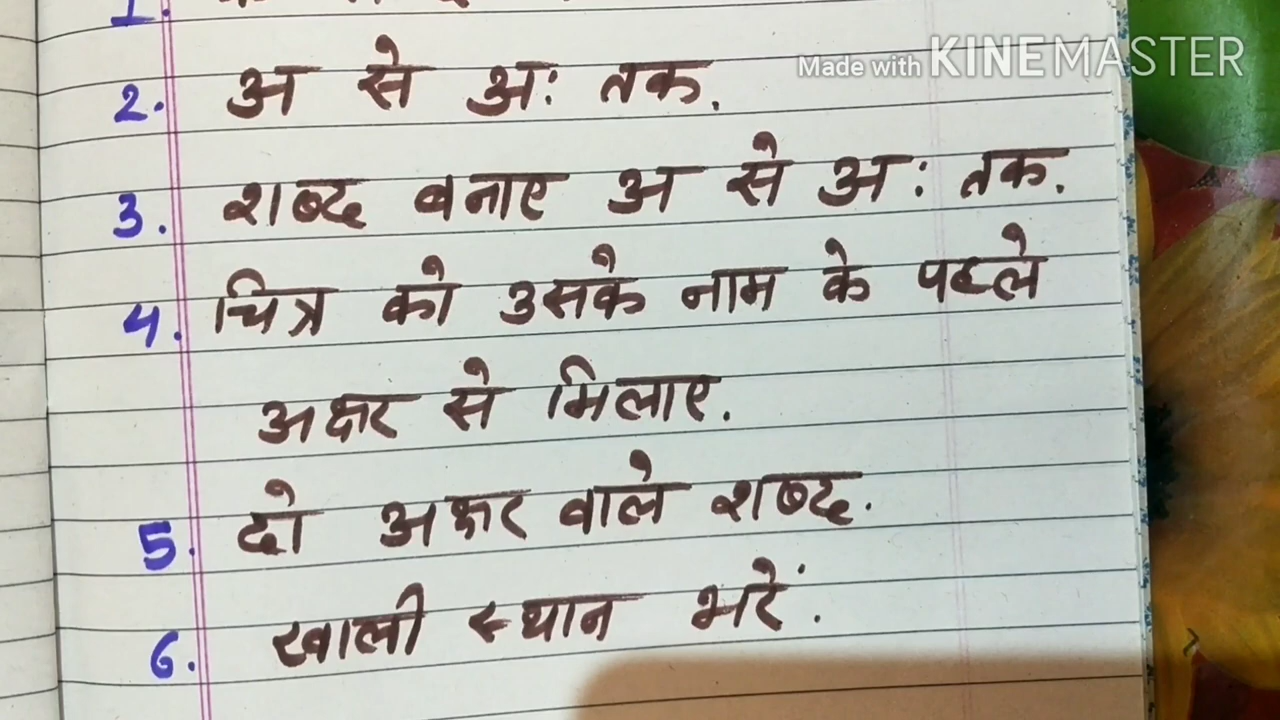 Made with KINEMASTER
1.
2. अ से अः तक.
3. शब्द बनाए अ से अः तक.
4. चित्र को उसके नाम के पहले
अक्षर से मिलाए.
5. दो अक्षर वाले शब्द.
6. खाली स्थान भरें.